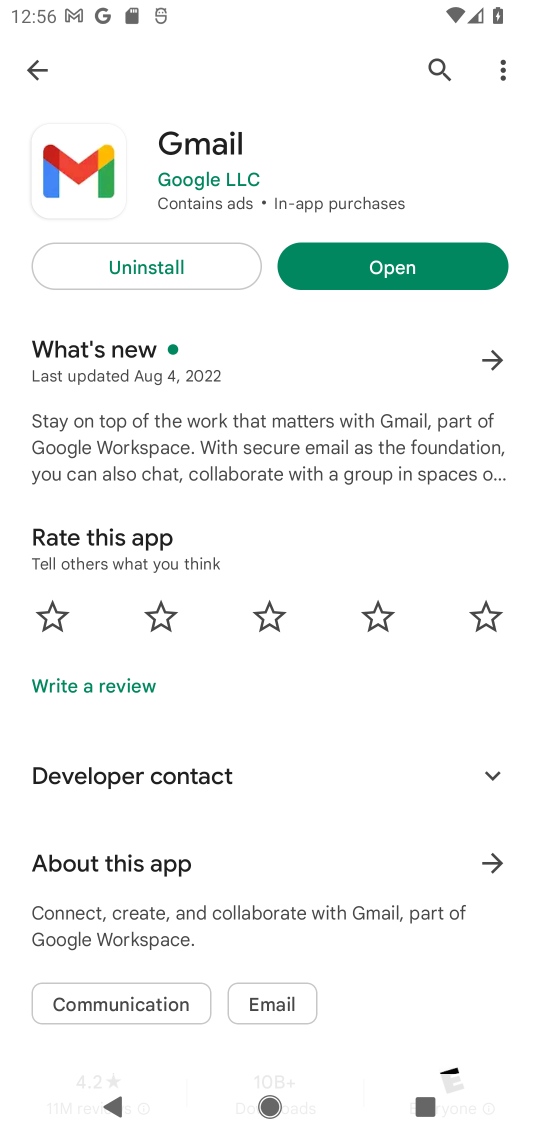 12:56
Gmail
Google LLC
Contains ads • In-app purchases
Uninstall
Open
What's new
Last updated Aug 4, 2022
Stay on top of the work that matters with Gmail, part of
Google Workspace. With secure email as the foundation,
you can also chat, collaborate with a group in spaces o...
Rate this app
Tell others what you think
Write a review
Developer contact
About this app
Connect, create, and collaborate with Gmail, part of
Google Workspace.
Communication
Email
4.2★
10B+
E
11M